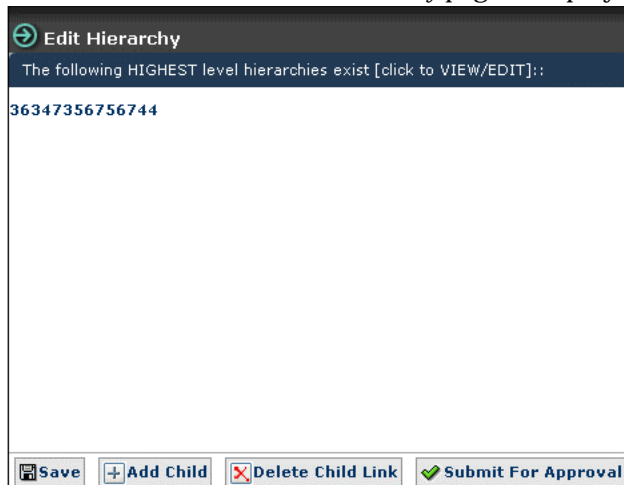 Edit Hierarchy
The following HIGHEST level hierarchies exist [click to VIEW/EDIT]::
36347356756744
Save Add Child Delete Child Link Submit For Approval